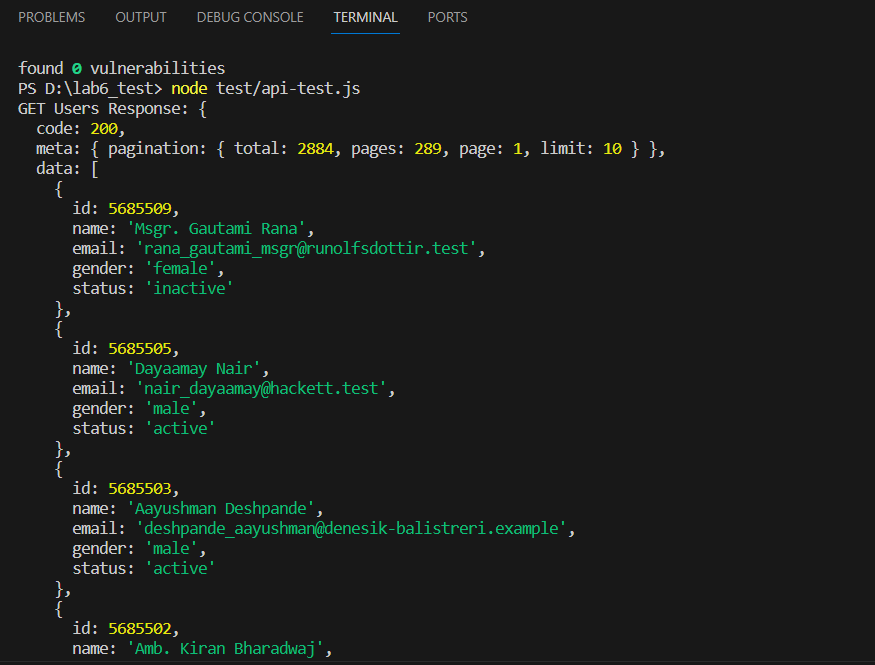 PROBLEMS OUTPUT DEBUG CONSOLE TERMINAL PORTS
found 0 vulnerabilities
PS D:\lab6_test> node test/api-test.js
GET Users Response: {
  code: 200,
  meta: { pagination: { total: 2884, pages: 289, page: 1, limit: 10 } },
  data: [
    {
      id: 5685509,
      name: 'Msgr. Gautami Rana',
      email: 'rana_gautami_msgr@runolfsdottir.test',
      gender: 'female',
      status: 'inactive'
    },
    {
      id: 5685505,
      name: 'Dayaamay Nair',
      email: 'nair_dayaamay@hackett.test',
      gender: 'male',
      status: 'active'
    },
    {
      id: 5685503,
      name: 'Aayushman Deshpande',
      email: 'deshpande_aayushman@denesik-balistreri.example',
      gender: 'male',
      status: 'active'
    },
    {
      id: 5685502,
      name: 'Amb. Kiran Bharadwaj',